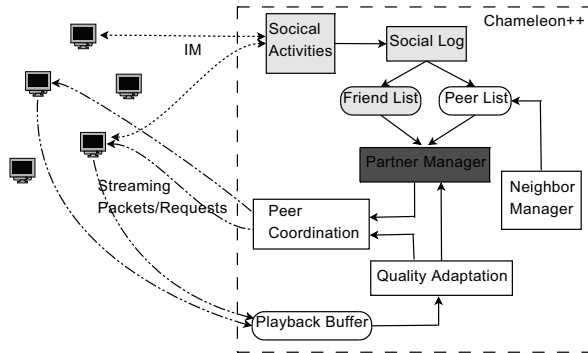 Chameleon++
IM
Socical
Activities
Social Log
Friend List
Peer List
Partner Manager
Neighbor
Manager
Streaming
Packets/Requests
Peer
Coordination
Quality Adaptation
Playback Buffer